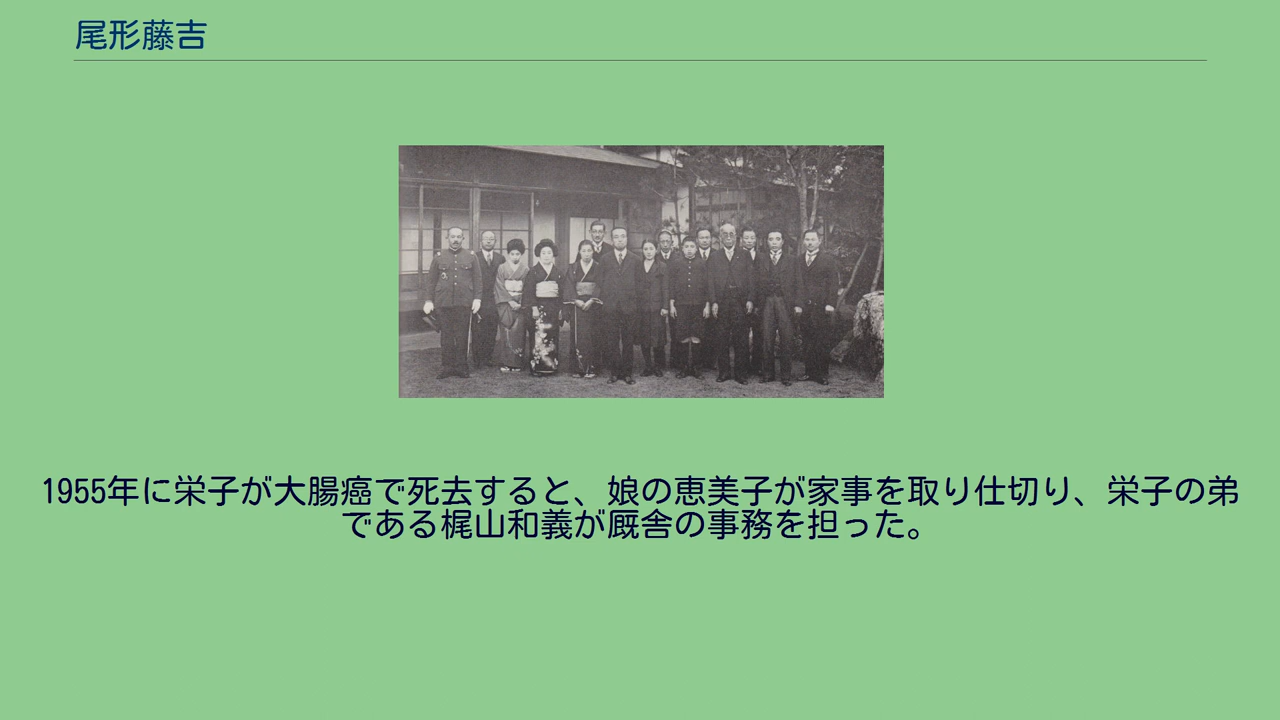 尾形藤吉
1955年に栄子が大腸癌で死去すると、娘の恵美子が家事を取り仕切り、栄子の弟
である梶山和義が厩舎の事務を担った。